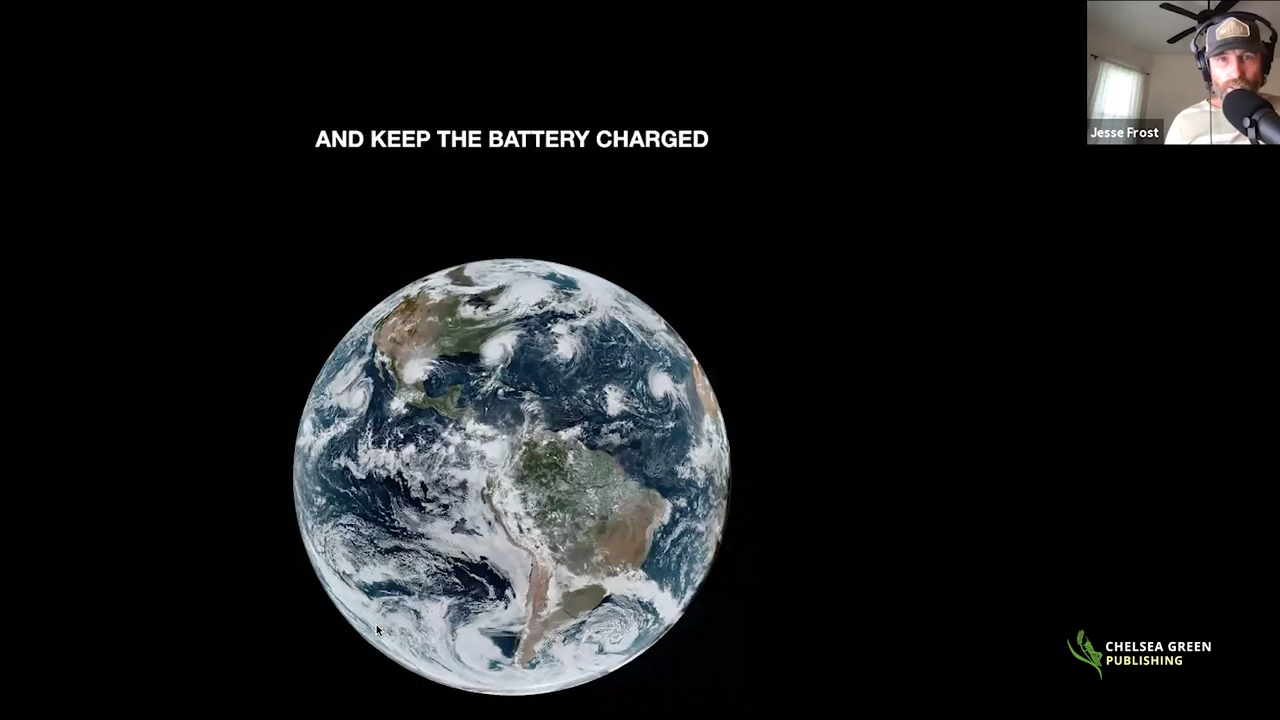 AND KEEP THE BATTERY CHARGED
Jesse Frost
CHELSEA GREEN
PUBLISHING